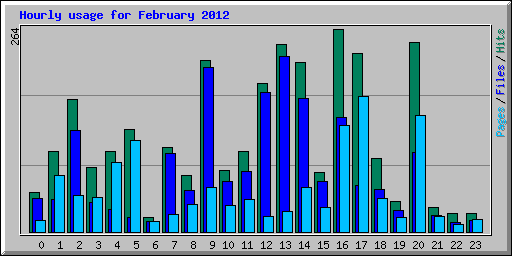 Hourly usage for February 2012
264
Pages / Files / Hits
0 1 2 3 4 5 6 7 8 9 10 11 12 13 14 15 16 17 18 19 20 21 22 23